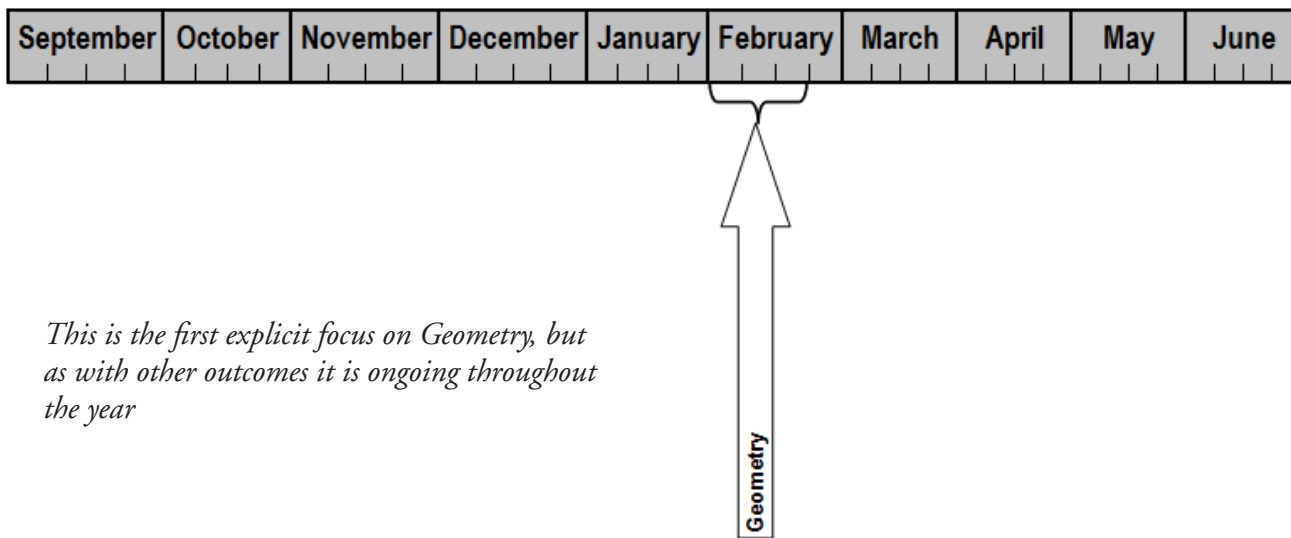 September October November December January February March April May June
This is the first explicit focus on Geometry, but
as with other outcomes it is ongoing throughout
the year
Geometry